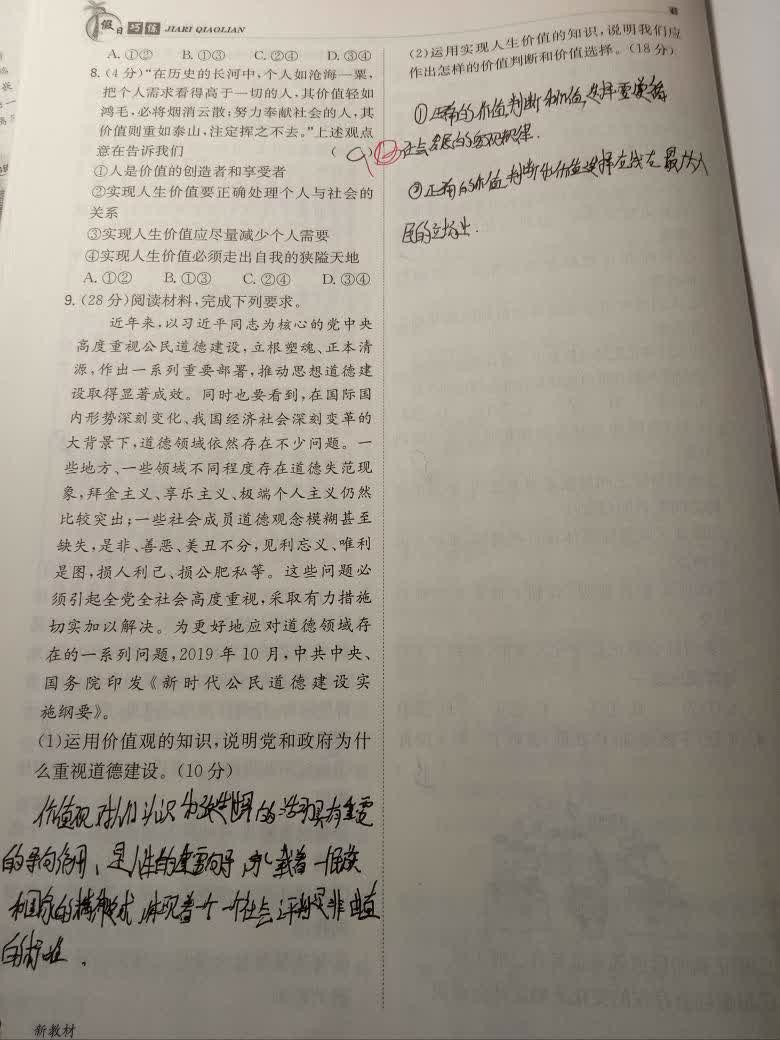 假日巧练 JIARI QIAOLIAN
A. ①② B. ①③ C. ②④ D. ③④
8. (4 分)“在历史的长河中,个人如沧海一粟,
把个人需求看得高于一切的人,其价值轻如
鸿毛,必将烟消云散;努力奉献社会的人,其
价值则重如泰山,注定挥之不去。”上述观点
意在告诉我们 ( )
①人是价值的创造者和享受者
②实现人生价值要正确处理个人与社会的
关系
③实现人生价值应尽量减少个人需要
④实现人生价值必须走出自我的狭隘天地
A. ①② B. ①③ C. ②④ D. ③④
9. (28 分)阅读材料,完成下列要求。
近年来,以习近平同志为核心的党中央
高度重视公民道德建设,立根塑魂、正本清
源,作出一系列重要部署,推动思想道德建
设取得显著成效。同时也要看到,在国际国
内形势深刻变化、我国经济社会深刻变革的
大背景下,道德领域依然存在不少问题。一
些地方、一些领域不同程度存在道德失范现
象,拜金主义、享乐主义、极端个人主义仍然
比较突出;一些社会成员道德观念模糊甚至
缺失,是非、善恶、美丑不分,见利忘义、唯利
是图,损人利己、损公肥私等。这些问题必
须引起全党全社会高度重视,采取有力措施
切实加以解决。为更好地应对道德领域存
在的一系列问题,2019 年 10 月,中共中央、
国务院印发《新时代公民道德建设实
施纲要》。
(1)运用价值观的知识,说明党和政府为什
么重视道德建设。(10 分)
价值观对人们认识 的活动具有重要
的导向作用、是人生的重要向导,承载着一个民族
和国家的精神 ,体现着一个社会评判是非曲直
的标准。
新教材
(2)运用实现人生价值的知识,说明我们应
作出怎样的价值判断和价值选择。(18 分)
①正确的价值判断和价值选择要遵循
社会发展的客观规律.
②正确的价值判断和价值选择 站在最广大人
民的立场上.